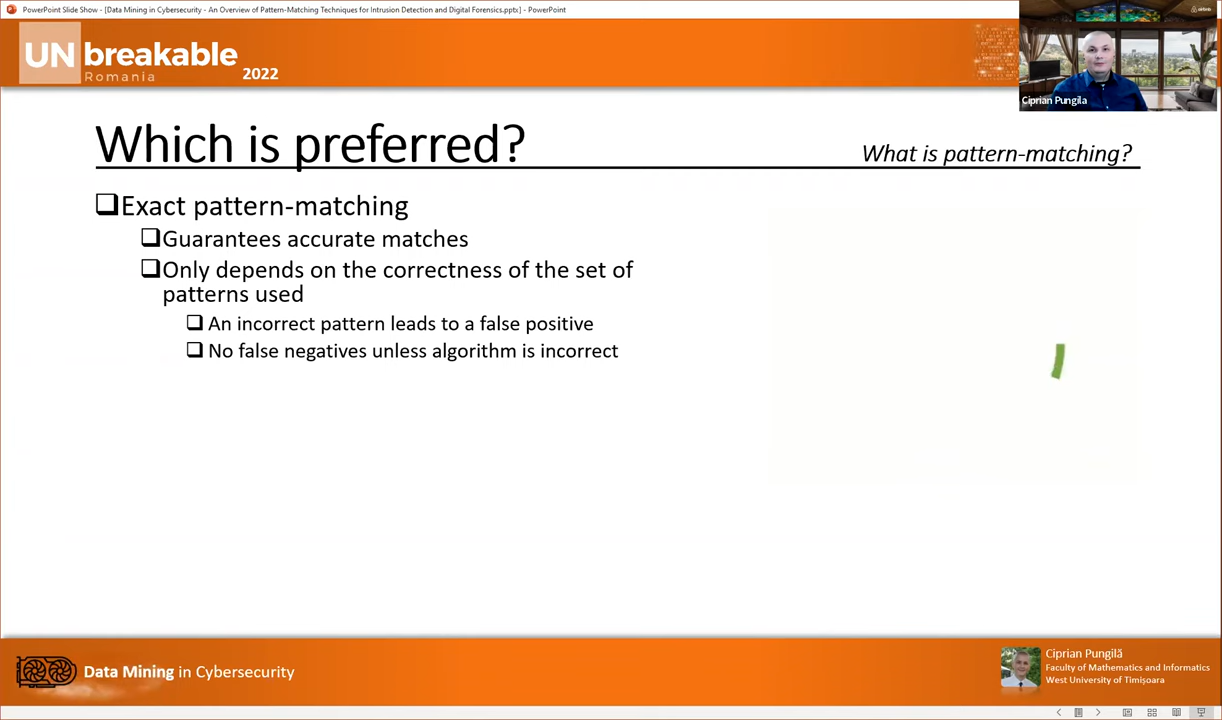 PowerPoint Slide Show - [Data Mining in Cybersecurity - An Overview of Pattern-Matching Techniques for Intrusion Detection and Digital Forensics.pptx] - PowerPoint
UN breakable
Romania
2022
airbnb
Ciprian Pungila
Which is preferred?
What is pattern-matching?
Exact pattern-matching
Guarantees accurate matches
Only depends on the correctness of the set of
patterns used
An incorrect pattern leads to a false positive
No false negatives unless algorithm is incorrect
Data Mining in Cybersecurity
Ciprian Pungilă
Faculty of Mathematics and Informatics
West University of Timișoara